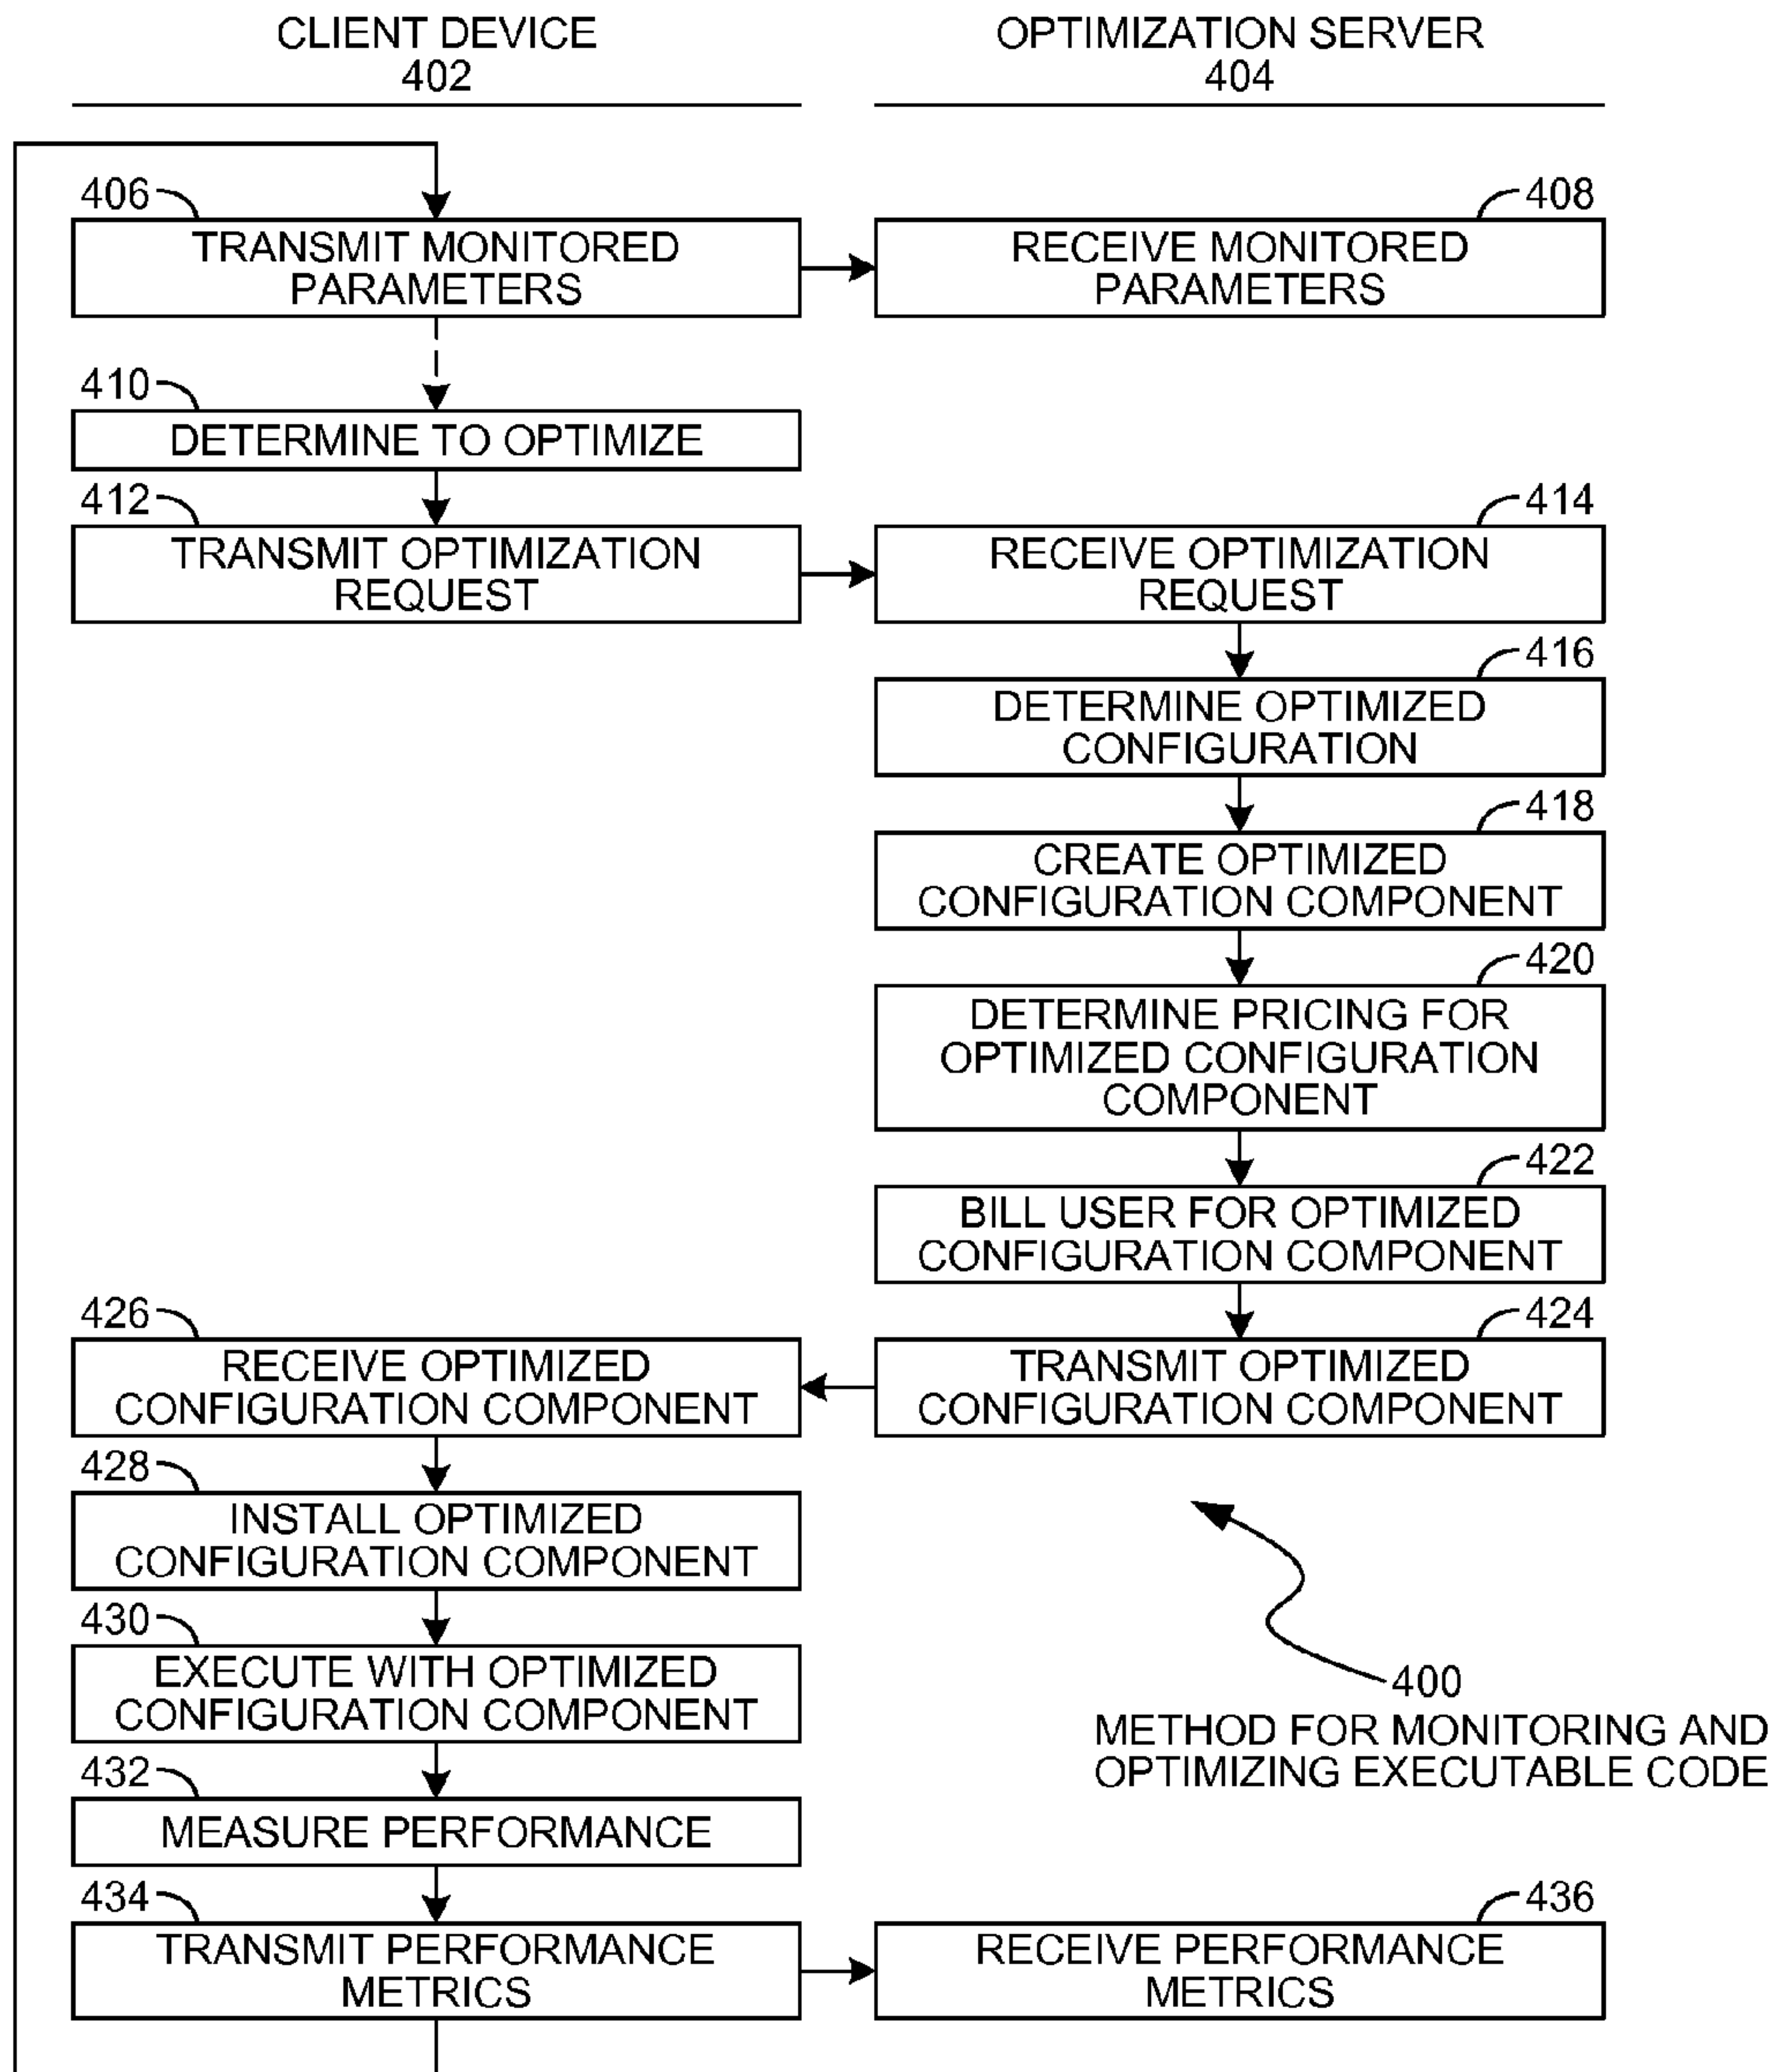 CLIENT DEVICE
402
OPTIMIZATION SERVER
404
406
TRANSMIT MONITORED
PARAMETERS
408
RECEIVE MONITORED
PARAMETERS
410
DETERMINE TO OPTIMIZE
412
TRANSMIT OPTIMIZATION
REQUEST
414
RECEIVE OPTIMIZATION
REQUEST
416
DETERMINE OPTIMIZED
CONFIGURATION
418
CREATE OPTIMIZED
CONFIGURATION COMPONENT
420
DETERMINE PRICING FOR
OPTIMIZED CONFIGURATION
COMPONENT
422
BILL USER FOR OPTIMIZED
CONFIGURATION COMPONENT
424
TRANSMIT OPTIMIZED
CONFIGURATION COMPONENT
426
RECEIVE OPTIMIZED
CONFIGURATION COMPONENT
428
INSTALL OPTIMIZED
CONFIGURATION COMPONENT
430
EXECUTE WITH OPTIMIZED
CONFIGURATION COMPONENT
432
MEASURE PERFORMANCE
434
TRANSMIT PERFORMANCE
METRICS
436
RECEIVE PERFORMANCE
METRICS
400
METHOD FOR MONITORING AND
OPTIMIZING EXECUTABLE CODE